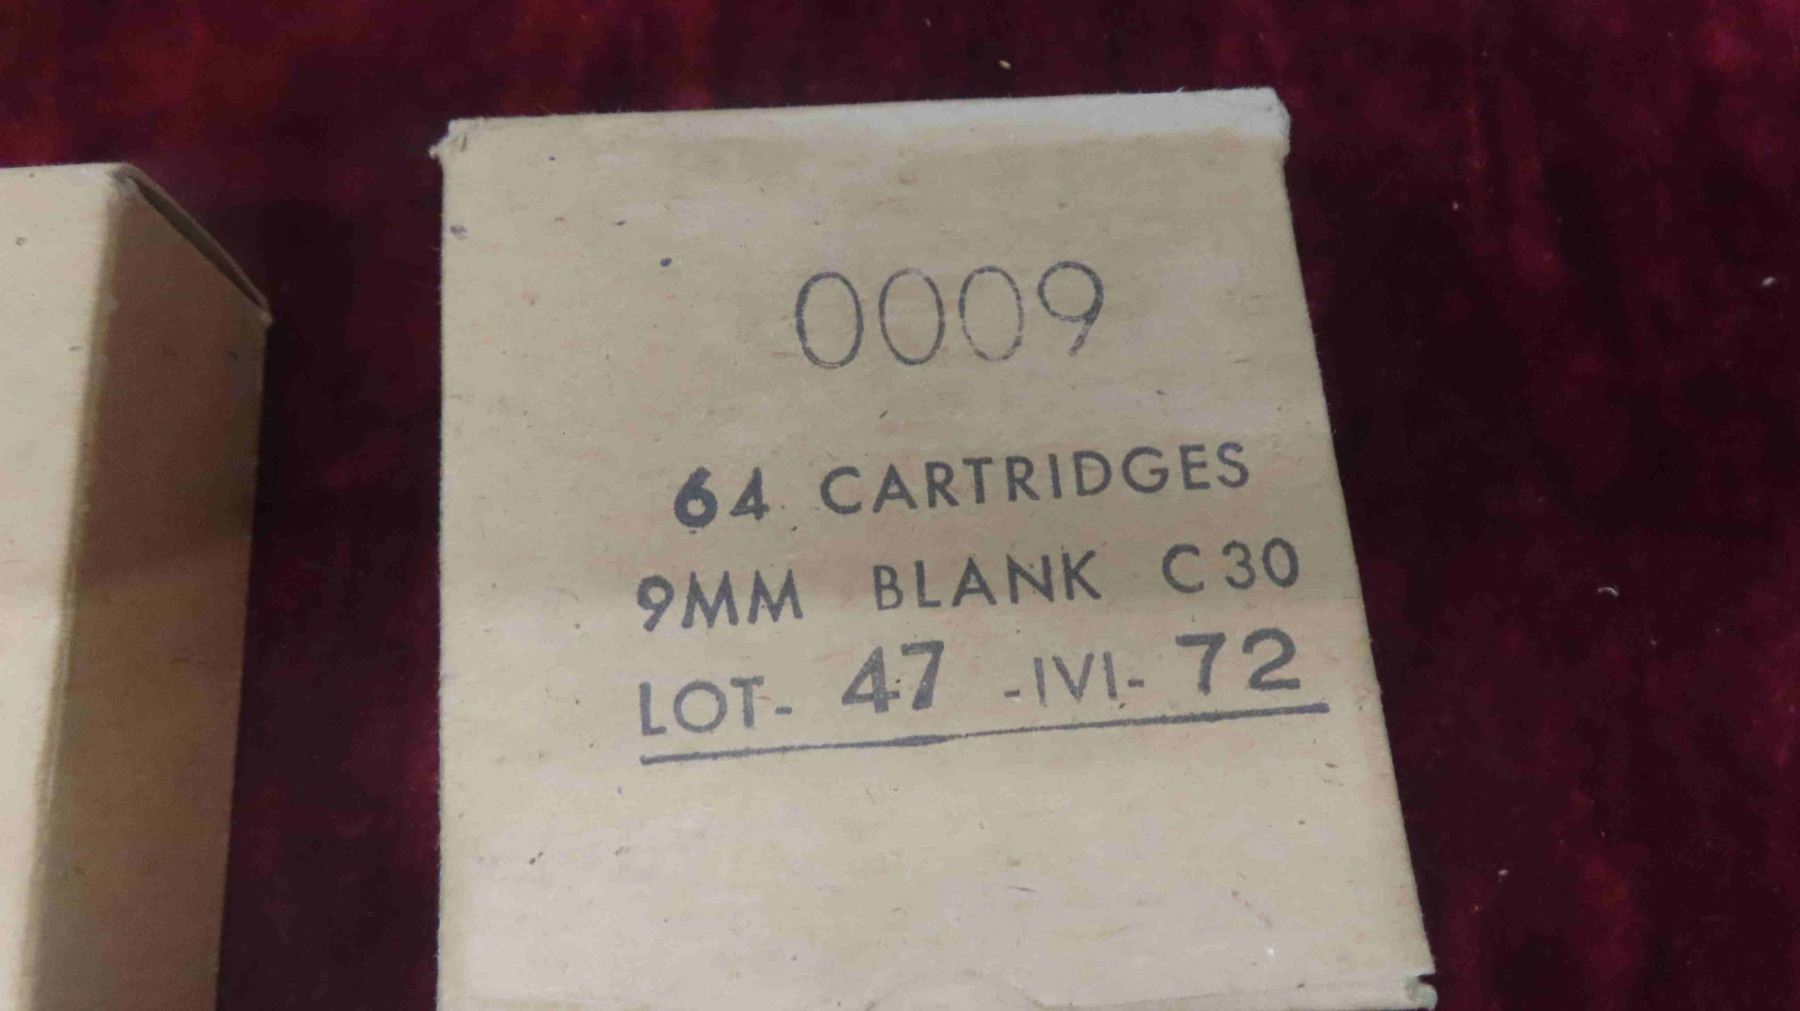 0009
64 CARTRIDGES
9MM BLANK C30
LOT- 47 -IVI- 72